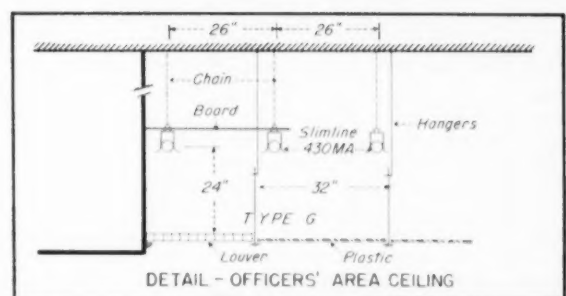 26" 26"
Chain
Board
Hangers
Slimline
430MA
24"
32"
TYPE G
Louver Plastic
DETAIL - OFFICERS' AREA CEILING